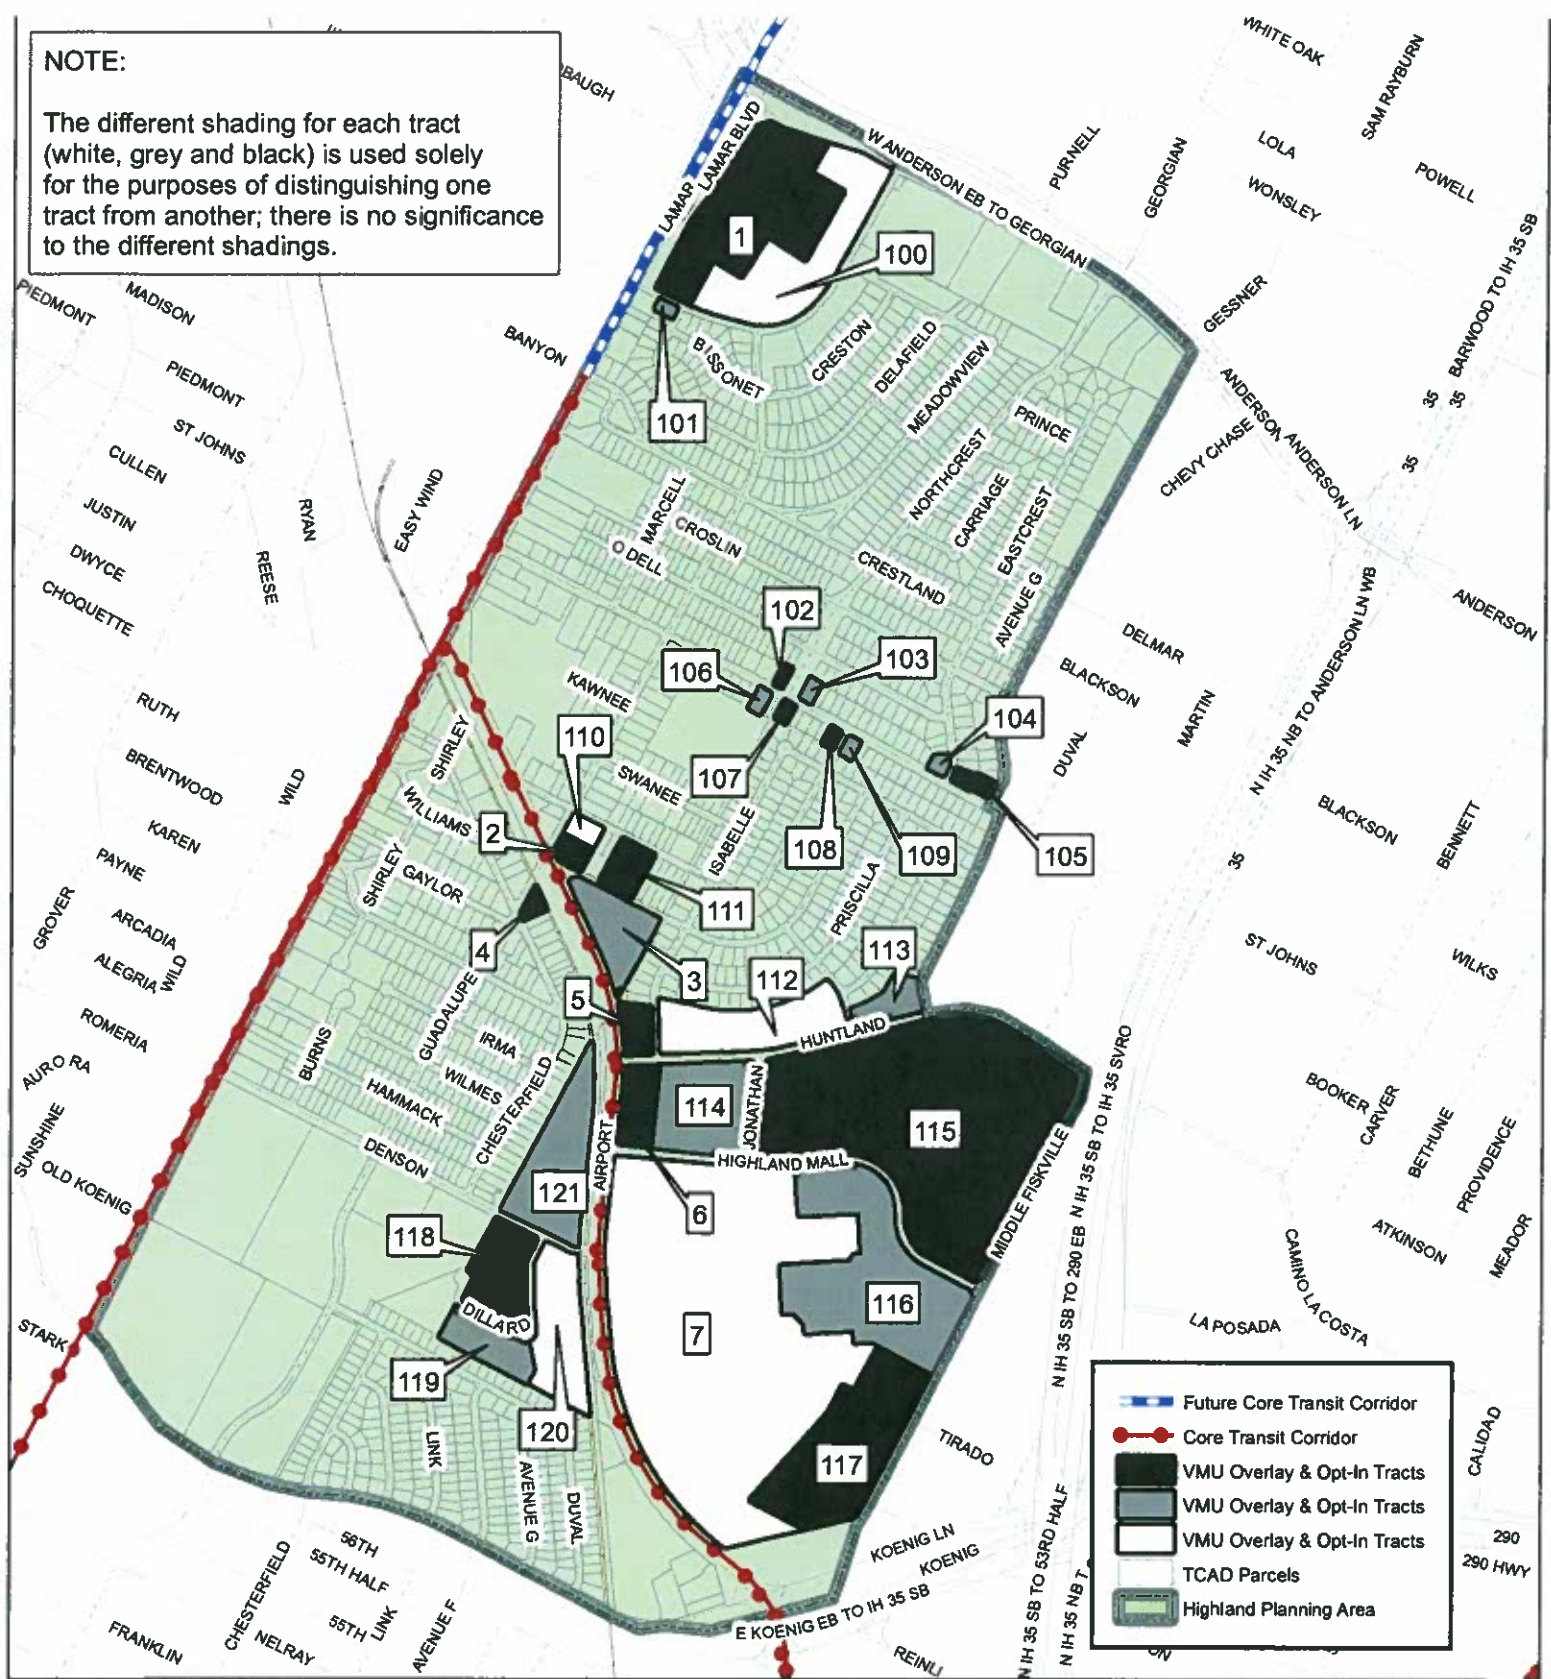 NOTE:
The different shading for each tract
(white, grey and black) is used solely
for the purposes of distinguishing one
tract from another; there is no significance
to the different shadings.
WHITE OAK
SAM RAYBURN
LAMAR BLVD
LAMAR
W ANDERSON EB TO GEORGIAN
PURNELL
GEORGIAN
LOLA
WONSLEY
POWELL
1
100
101
PIEDMONT
MADISON
BANYON
PIEDMONT
ST JOHNS
CULLEN
JUSTIN
DWYCE
CHOQUETTE
RYAN
REESE
EASY WIND
BISSONET
CRESTON
DELAFIELD
MEADOWVIEW
PRINCE
GESSNER
BARWOOD TO IH 35 SB
35
35
35
ANDERSON
ANDERSON LN
CHEVY CHASE
NORTHCREST
CARRIAGE
EASTCREST
MARCELL
CROSLIN
O DELL
CRESTLAND
AVENUE G
ANDERSON
N IH 35 NB TO ANDERSON LN WB
DELMAR
BLACKSON
MARTIN
DUVAL
102
103
106
104
KAWNEE
110
107
SWANEE
ISABELLE
108
109
105
RUTH
BRENTWOOD
WILD
SHIRLEY
WILLIAMS
2
KAREN
PAYNE
SHIRLEY
GAYLOR
GROVER
ARCADIA
ALEGRIA
WILD
ROMERIA
4
111
PRISCILLA
3
113
112
5
HUNTLAND
BLACKSON
BENNETT
35
ST JOHNS
WILKS
GUADALUPE
IRMA
WILMES
BURNS
HAMMACK
CHESTERFIELD
DENSON
AURO RA
SUNSHINE
OLD KOENIG
STARK
114
JONATHAN
115
AIRPORT
HIGHLAND MALL
121
6
118
MIDDLE FISKVILLE
N IH 35 SB TO 290 EB
N IH 35 SB TO IH 35 SVRO
BOOKER
CARVER
BETHUNE
PROVIDENCE
ATKINSON
MEADOR
CAMINO LA COSTA
LA POSADA
DILLARD
119
120
7
116
117
TIRADO
CALIDAD
LINK
AVENUE G
DUVAL
56TH
55TH HALF
55TH
LINK
CHESTERFIELD
NELRAY
FRANKLIN
AVENUE F
E KOENIG EB TO IH 35 SB
KOENIG LN
KOENIG
REINLI
N IH 35 SB TO 53RD HALF
N IH 35 NB T
290
290 HWY
Future Core Transit Corridor
Core Transit Corridor
VMU Overlay & Opt-In Tracts
VMU Overlay & Opt-In Tracts
VMU Overlay & Opt-In Tracts
TCAD Parcels
Highland Planning Area